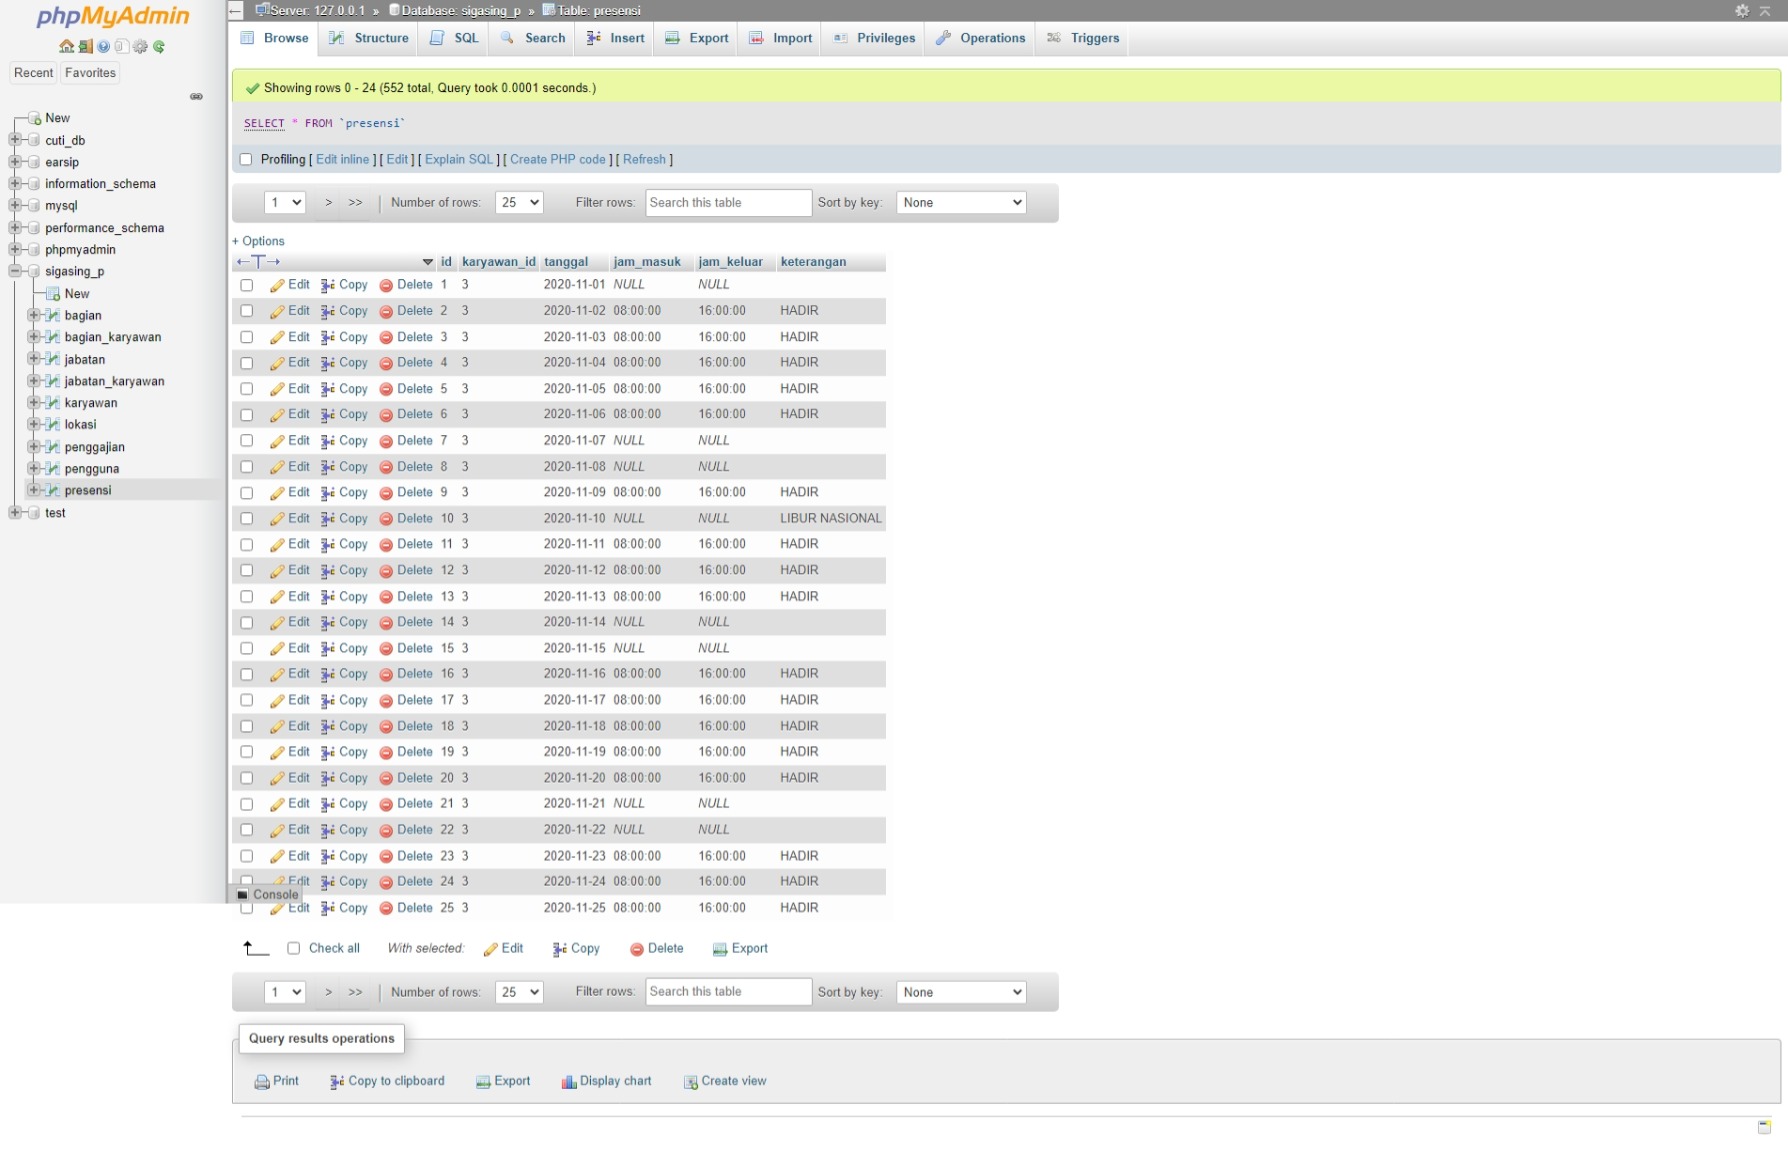 phpMyAdmin
Server: 127.0.0.1 » Database: sigasing_p » Table: presensi
Browse Structure SQL Search Insert Export Import Privileges Operations Triggers
Recent Favorites
New
cuti_db
earsip
information_schema
mysql
performance_schema
phpmyadmin
sigasing_p
New
bagian
bagian_karyawan
jabatan
jabatan_karyawan
karyawan
lokasi
penggajian
pengguna
presensi
test
Showing rows 0 - 24 (552 total, Query took 0.0001 seconds.)
SELECT * FROM `presensi`
Profiling [ Edit inline ] [ Edit ] [ Explain SQL ] [ Create PHP code ] [ Refresh ]
1 > >> | Number of rows: 25 Filter rows: Search this table Sort by key: None
+ Options
←T→ id karyawan_id tanggal jam_masuk jam_keluar keterangan
Edit Copy Delete 1 3 2020-11-01 NULL NULL
Edit Copy Delete 2 3 2020-11-02 08:00:00 16:00:00 HADIR
Edit Copy Delete 3 3 2020-11-03 08:00:00 16:00:00 HADIR
Edit Copy Delete 4 3 2020-11-04 08:00:00 16:00:00 HADIR
Edit Copy Delete 5 3 2020-11-05 08:00:00 16:00:00 HADIR
Edit Copy Delete 6 3 2020-11-06 08:00:00 16:00:00 HADIR
Edit Copy Delete 7 3 2020-11-07 NULL NULL
Edit Copy Delete 8 3 2020-11-08 NULL NULL
Edit Copy Delete 9 3 2020-11-09 08:00:00 16:00:00 HADIR
Edit Copy Delete 10 3 2020-11-10 NULL NULL LIBUR NASIONAL
Edit Copy Delete 11 3 2020-11-11 08:00:00 16:00:00 HADIR
Edit Copy Delete 12 3 2020-11-12 08:00:00 16:00:00 HADIR
Edit Copy Delete 13 3 2020-11-13 08:00:00 16:00:00 HADIR
Edit Copy Delete 14 3 2020-11-14 NULL NULL
Edit Copy Delete 15 3 2020-11-15 NULL NULL
Edit Copy Delete 16 3 2020-11-16 08:00:00 16:00:00 HADIR
Edit Copy Delete 17 3 2020-11-17 08:00:00 16:00:00 HADIR
Edit Copy Delete 18 3 2020-11-18 08:00:00 16:00:00 HADIR
Edit Copy Delete 19 3 2020-11-19 08:00:00 16:00:00 HADIR
Edit Copy Delete 20 3 2020-11-20 08:00:00 16:00:00 HADIR
Edit Copy Delete 21 3 2020-11-21 NULL NULL
Edit Copy Delete 22 3 2020-11-22 NULL NULL
Edit Copy Delete 23 3 2020-11-23 08:00:00 16:00:00 HADIR
Edit Copy Delete 24 3 2020-11-24 08:00:00 16:00:00 HADIR
Console
Edit Copy Delete 25 3 2020-11-25 08:00:00 16:00:00 HADIR
Check all With selected: Edit Copy Delete Export
1 > >> | Number of rows: 25 Filter rows: Search this table Sort by key: None
Query results operations
Print Copy to clipboard Export Display chart Create view